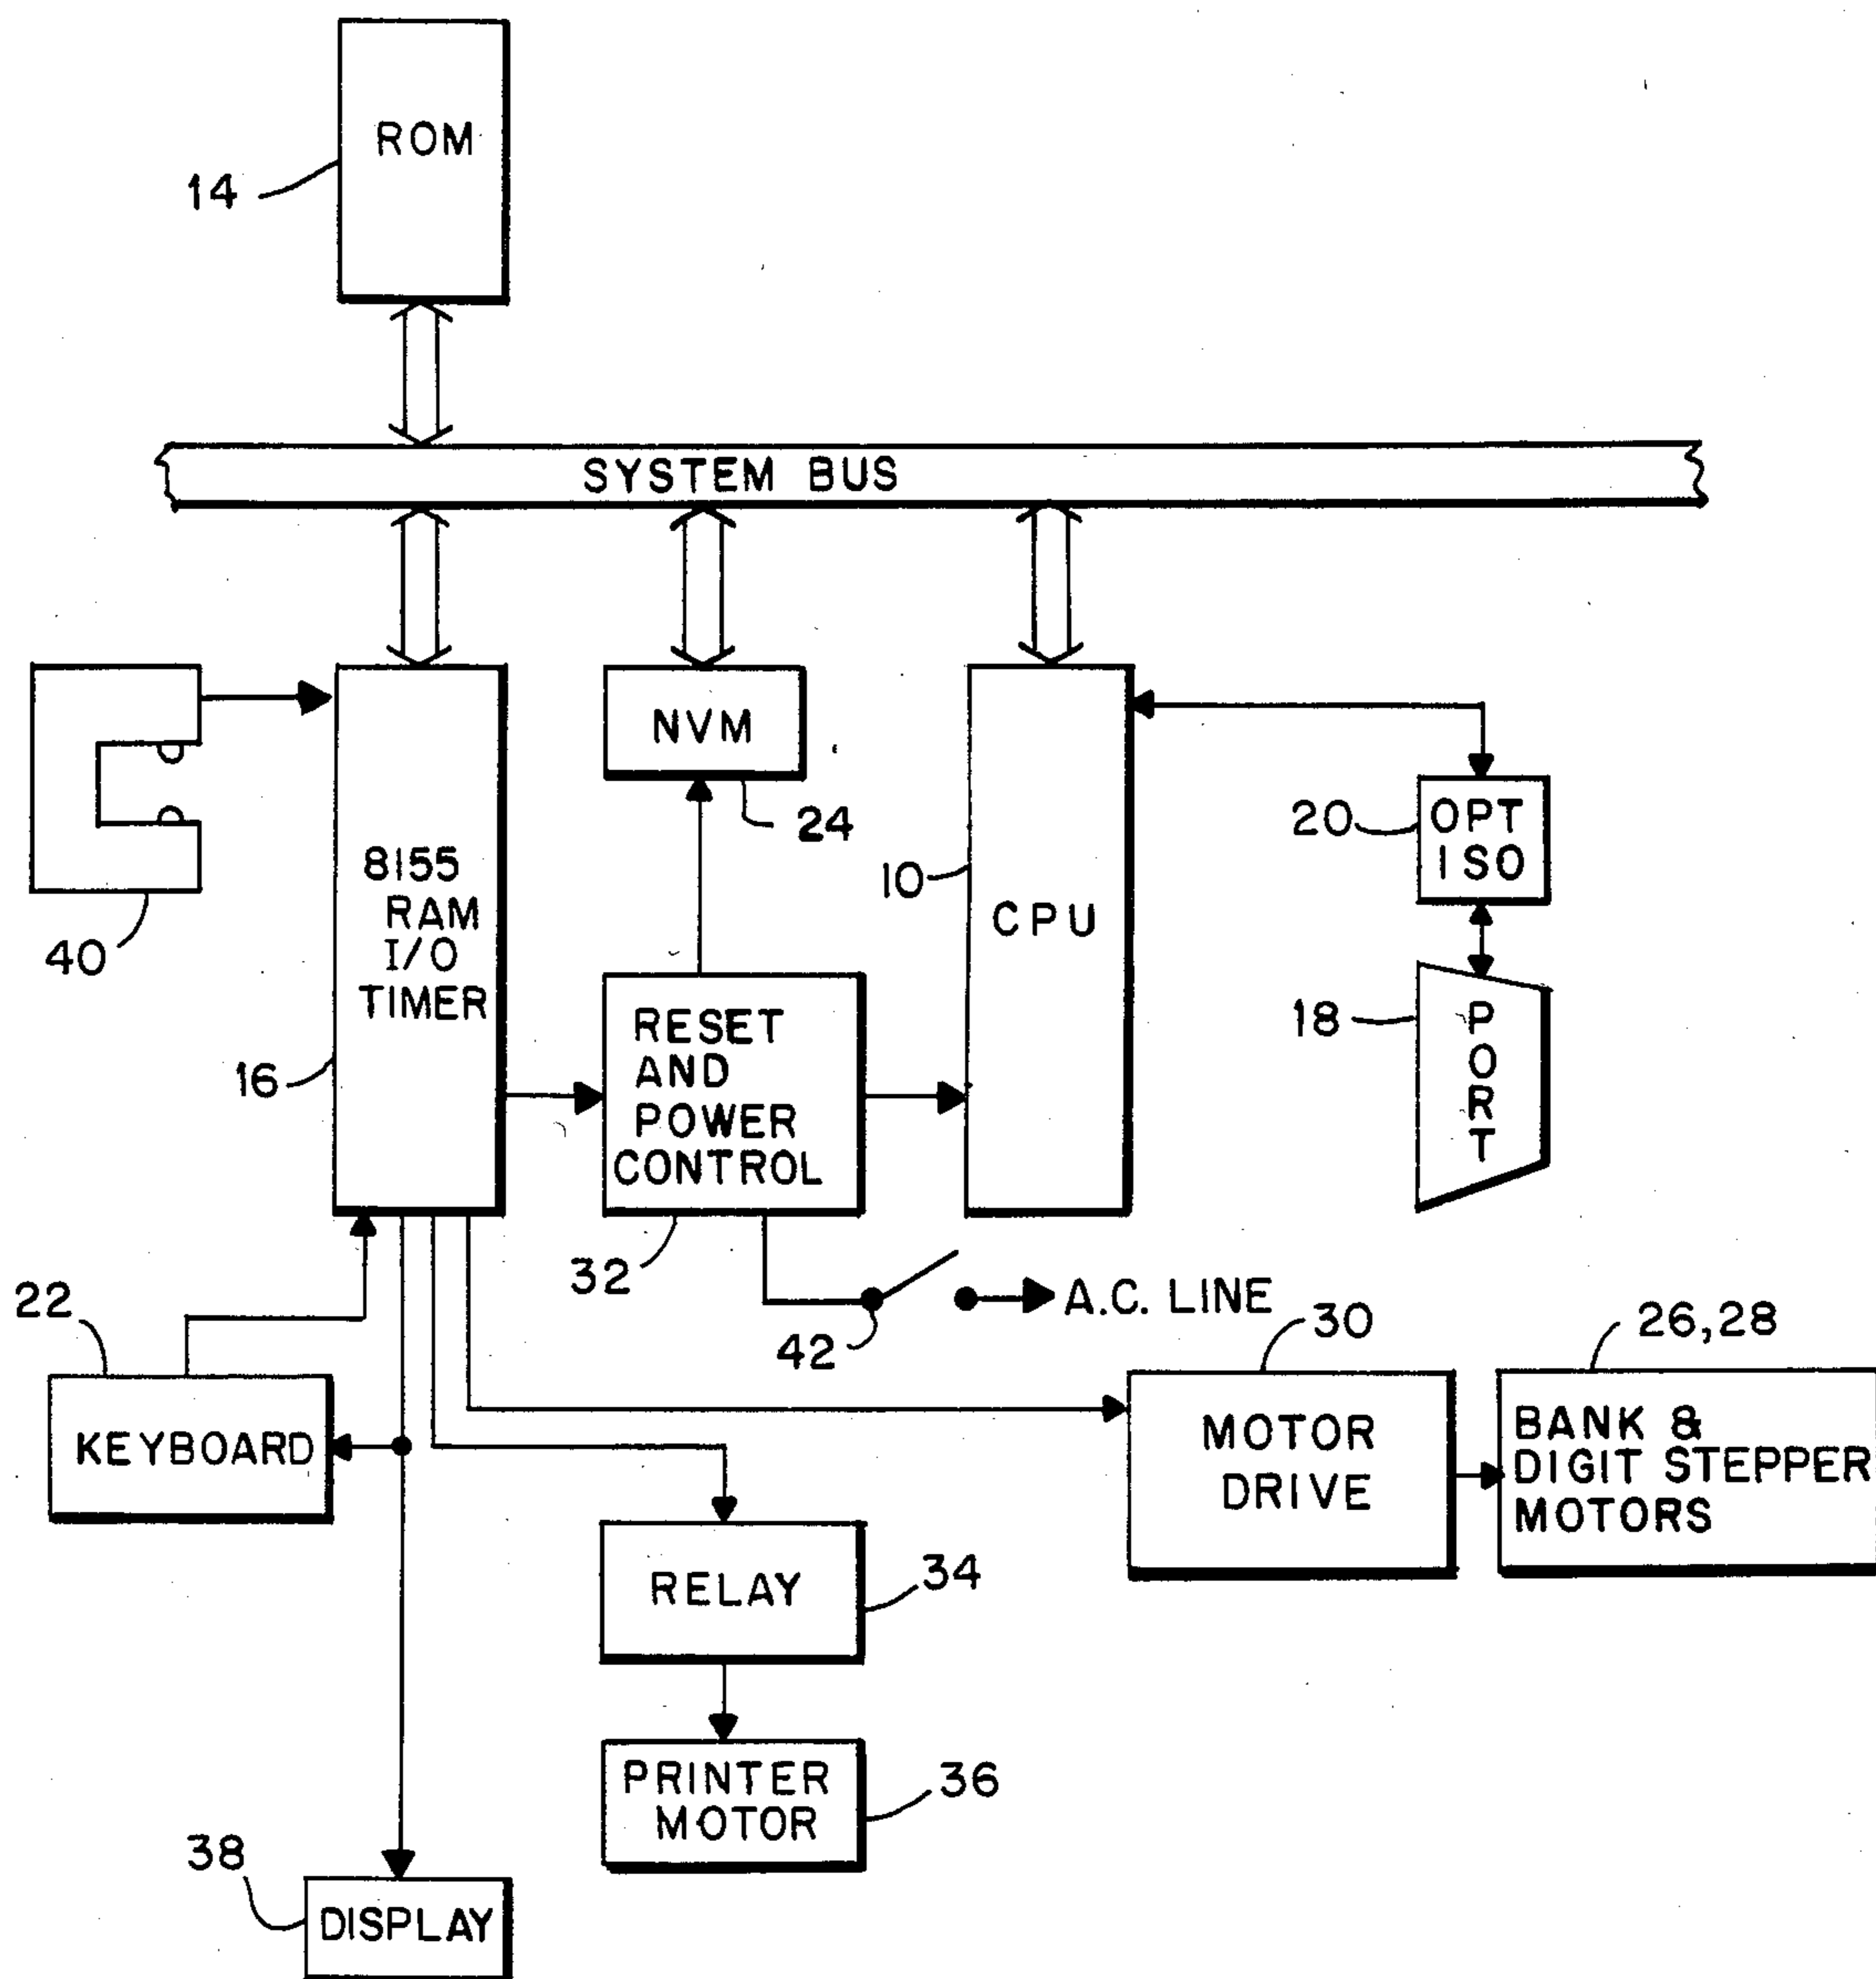 ROM
14
SYSTEM BUS
NVM
24
OPT
ISO
20
8155
RAM
I/O
TIMER
10
CPU
40
16
RESET
AND
POWER
CONTROL
18
PORT
32
42
A.C. LINE
22
KEYBOARD
30
MOTOR
DRIVE
26,28
BANK &
DIGIT STEPPER
MOTORS
RELAY
34
PRINTER
MOTOR
36
38
DISPLAY